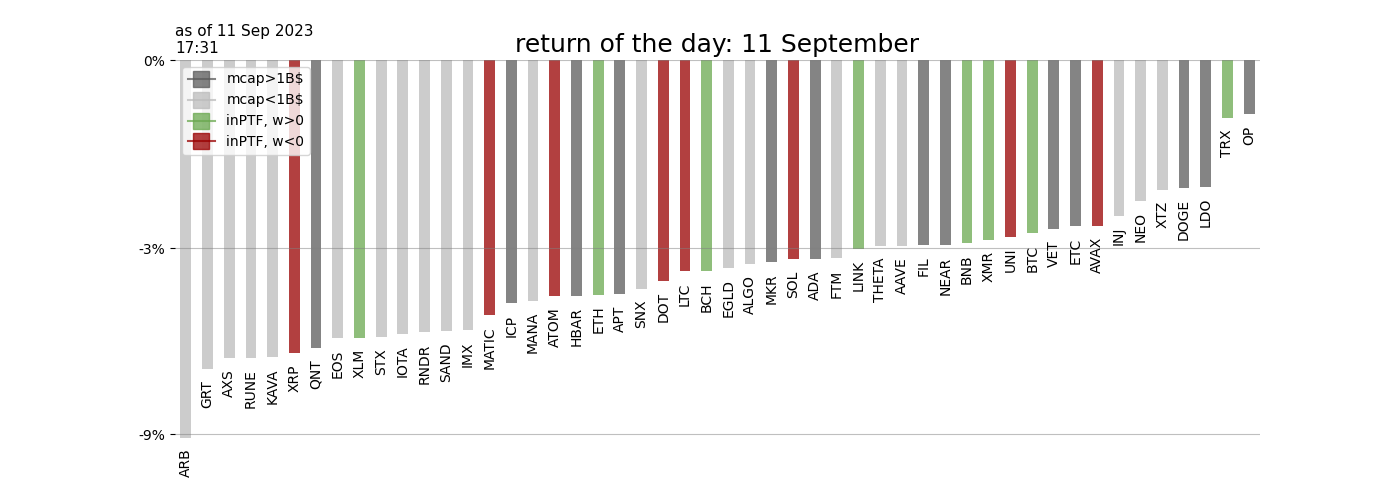 as of 11 Sep 2023
17:31
return of the day: 11 September
0%
-3%
-9%
mcap>1B$
mcap<1B$
inPTF, w>0
inPTF, w<0
ARB
GRT
AXS
RUNE
KAVA
XRP
QNT
EOS
XLM
STX
IOTA
RNDR
SAND
IMX
MATIC
ICP
MANA
ATOM
HBAR
ETH
APT
SNX
DOT
LTC
BCH
EGLD
ALGO
MKR
SOL
ADA
FTM
LINK
THETA
AAVE
FIL
NEAR
BNB
XMR
UNI
BTC
VET
ETC
AVAX
INJ
NEO
XTZ
DOGE
LDO
TRX
OP